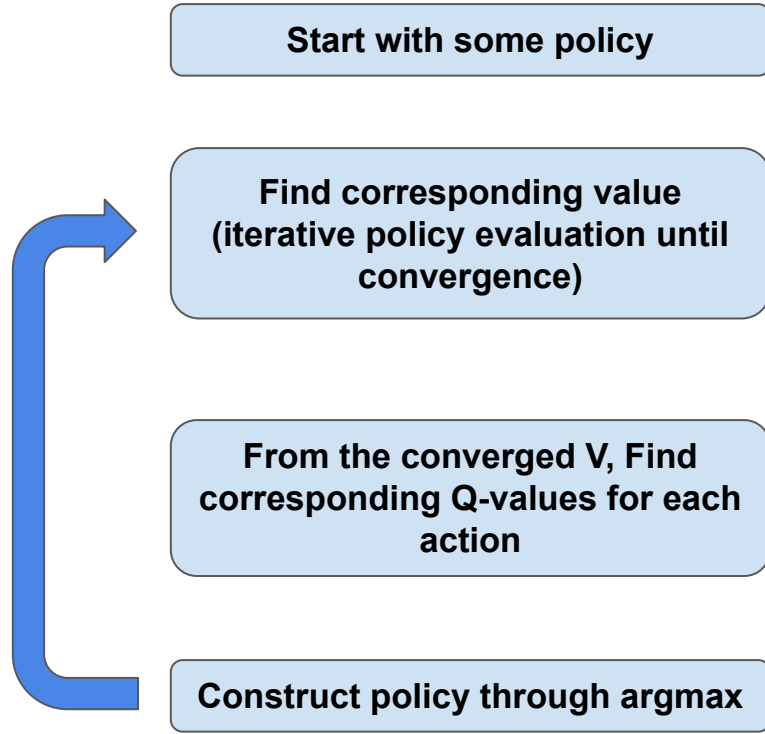 Start with some policy
Find corresponding value
(iterative policy evaluation until
convergence)
From the converged V, Find
corresponding Q-values for each
action
Construct policy through argmax